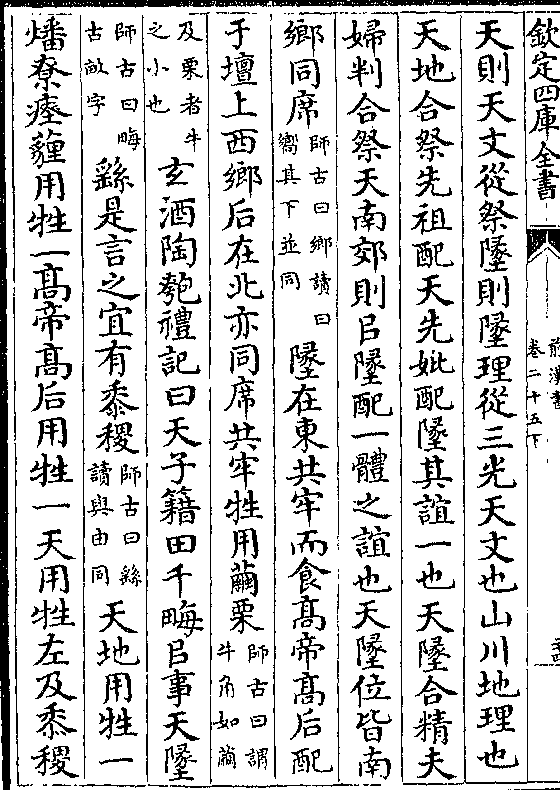 欽定四庫全書
前漢書
卷二十五下
天則天文從祭墬則墬理從三光天文也山川地理也
天地合祭先祖配天先妣配墬其誼一也天墬合精夫
婦判合祭天南郊則㠯墬配一體之誼也天墬位皆南
鄉同席師古曰鄉讀曰嚮其下並同墬在東共牢而食髙帝髙后配
于壇上西鄉后在北亦同席共牢牲用繭栗師古曰謂牛角如繭
及栗者牛之小也玄酒陶匏禮記曰天子籍田千畮㠯事天墬
師古曰畮古畝字繇是言之宜有黍稷師古曰繇讀與由同天地用牲一
燔尞瘞薶用牲一髙帝髙后用牲一天用牲左及黍稷